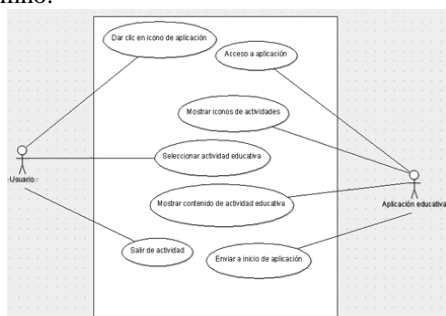 Dar clic en icono de aplicación
Acceso a aplicación
Mostrar iconos de actividades
Seleccionar actividad educativa
Usuario
Mostrar contenido de actividad educativa
Aplicación educativa
Salir de actividad
Enviar a inicio de aplicación